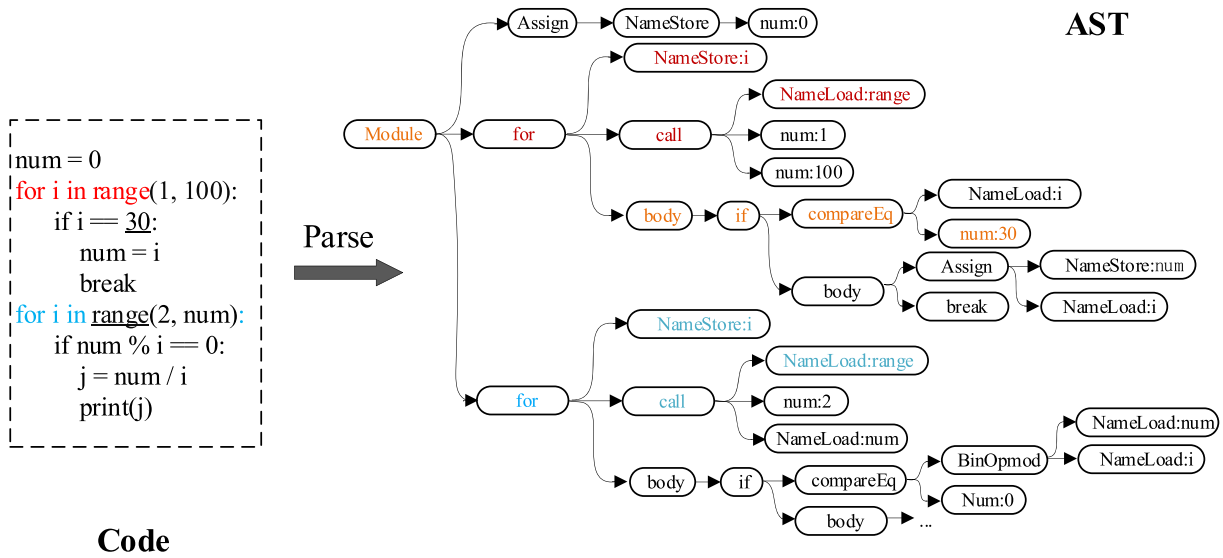 num = 0
for i in range(1, 100):
if i == 30:
num = i
break
for i in range(2, num):
if num % i == 0:
j = num / i
print(j)
Code
Parse
AST
Module
Assign
NameStore
num:0
for
NameStore:i
call
NameLoad:range
num:1
num:100
body
if
compareEq
NameLoad:i
num:30
body
Assign
NameStore:num
NameLoad:i
break
for
NameStore:i
call
NameLoad:range
num:2
NameLoad:num
body
if
compareEq
BinOpmod
NameLoad:num
NameLoad:i
Num:0
body
...